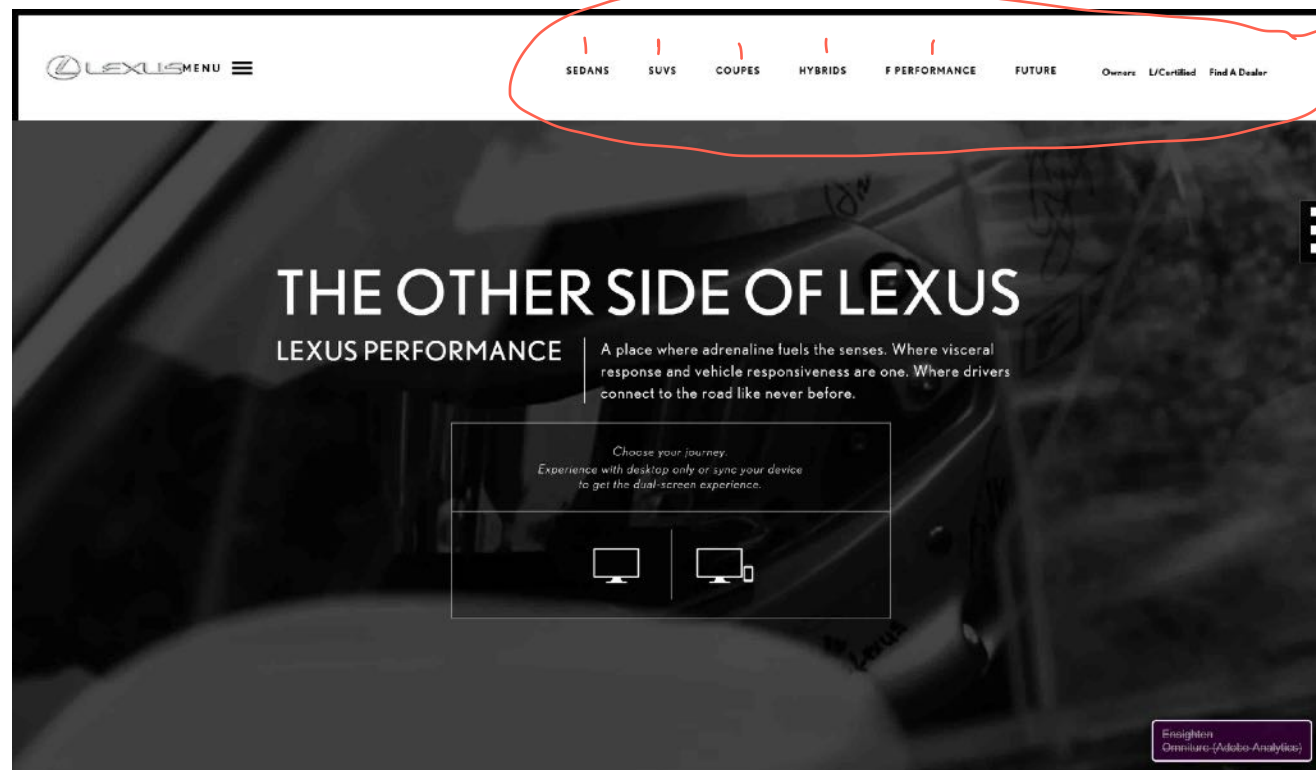 LEXUS MENU
SEDANS SUVS COUPES HYBRIDS F PERFORMANCE FUTURE Owners L/Certified Find A Dealer
THE OTHER SIDE OF LEXUS
LEXUS PERFORMANCE
A place where adrenaline fuels the senses. Where visceral
response and vehicle responsiveness are one. Where drivers
connect to the road like never before.
Choose your journey.
Experience with desktop only or sync your device
to get the dual-screen experience.
Lexus
Ensighten
Omniture (Adobe Analytics)